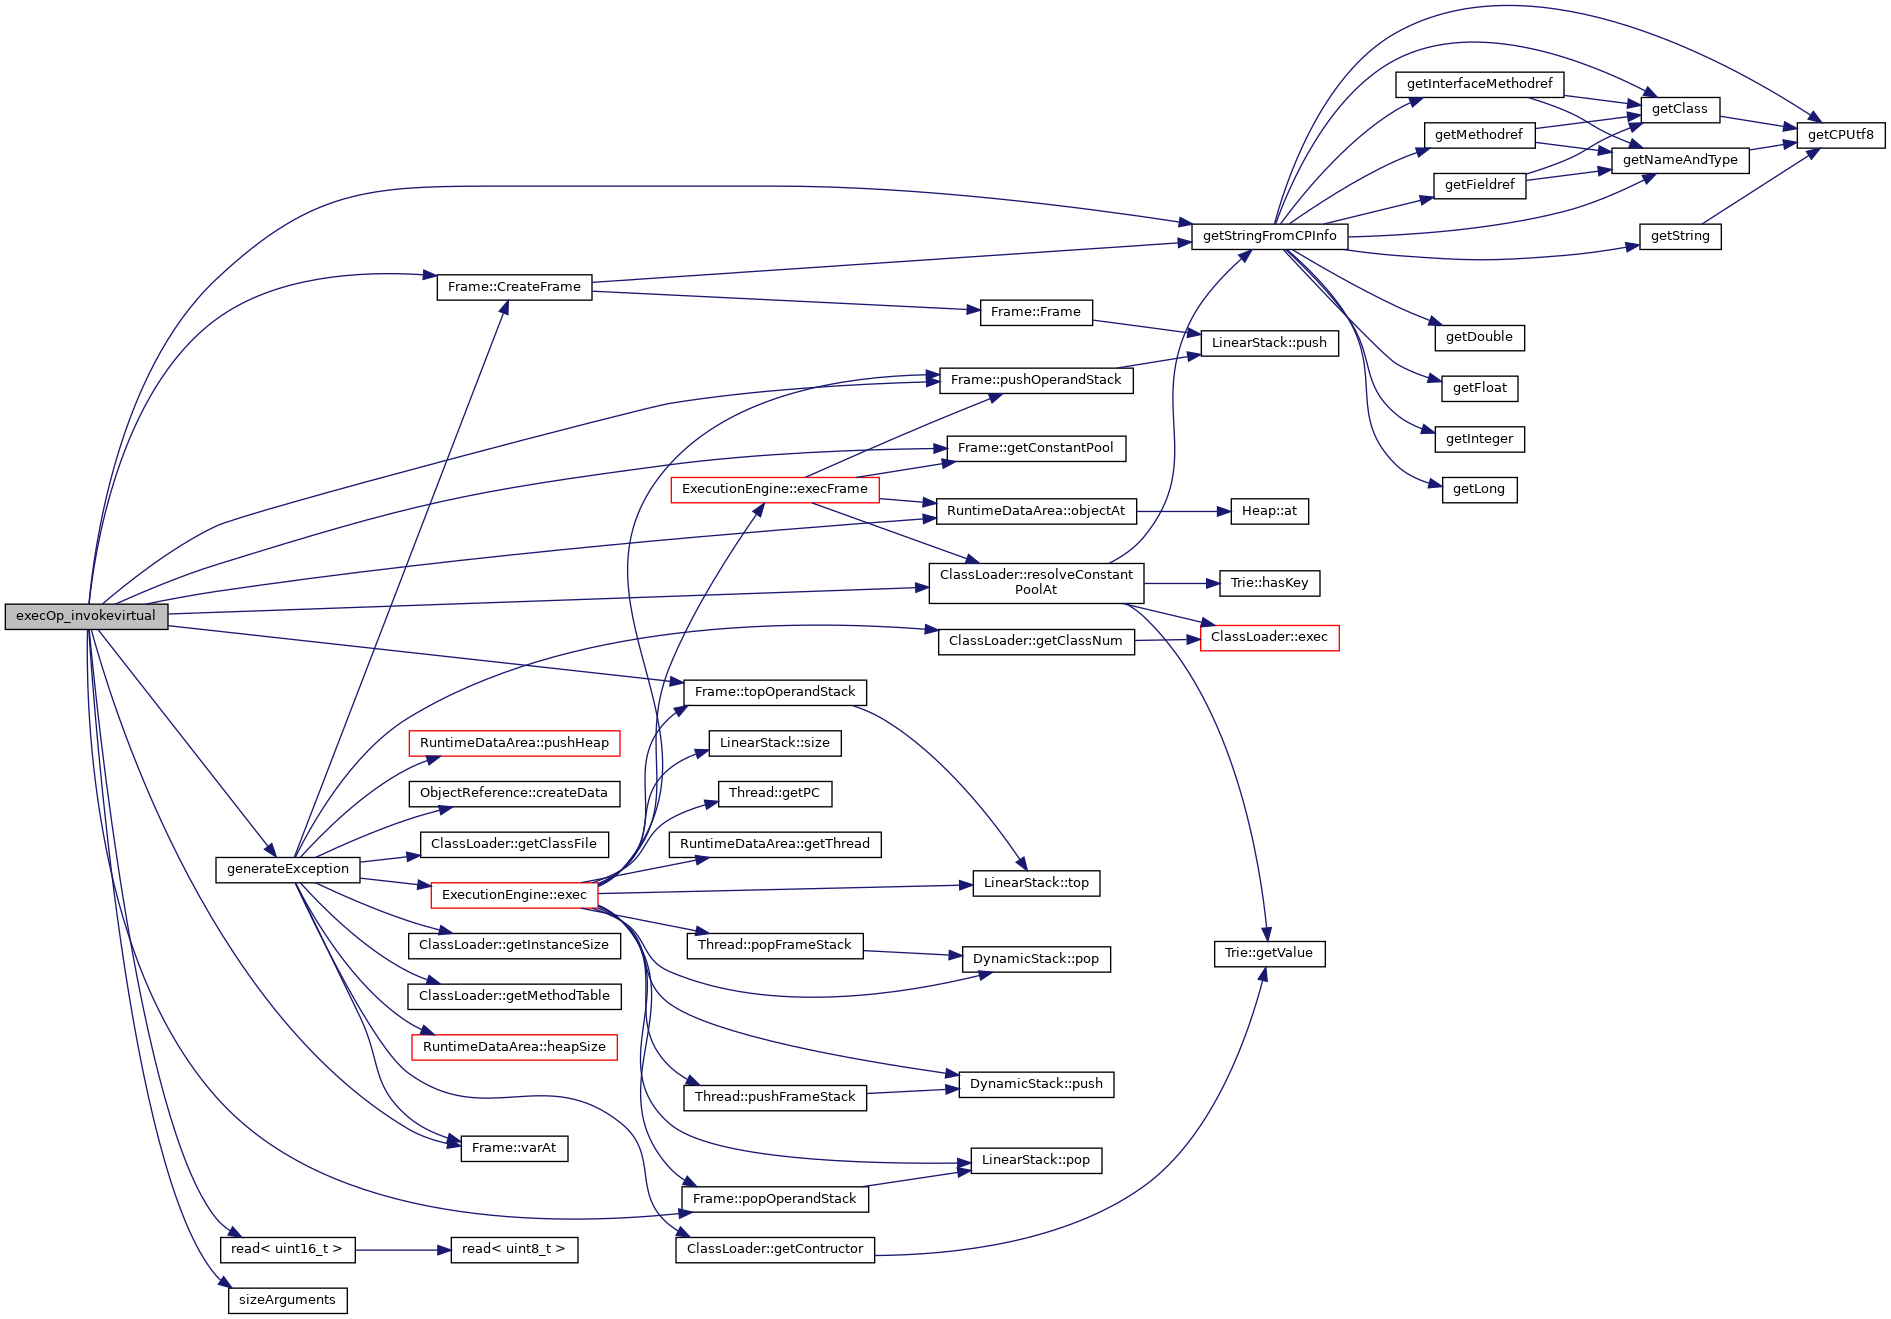 execOp_invokevirtual
getStringFromCPInfo
getInterfaceMethodref
getMethodref
getFieldref
getClass
getNameAndType
getCPUtf8
getString
getDouble
getFloat
getInteger
getLong
Frame::CreateFrame
Frame::Frame
LinearStack::push
Frame::pushOperandStack
Frame::getConstantPool
ExecutionEngine::execFrame
RuntimeDataArea::objectAt
Heap::at
ClassLoader::resolveConstant
PoolAt
Trie::hasKey
ClassLoader::exec
ClassLoader::getClassNum
Frame::topOperandStack
LinearStack::size
Thread::getPC
RuntimeDataArea::getThread
LinearStack::top
RuntimeDataArea::pushHeap
ObjectReference::createData
ClassLoader::getClassFile
generateException
ExecutionEngine::exec
ClassLoader::getInstanceSize
ClassLoader::getMethodTable
RuntimeDataArea::heapSize
Thread::popFrameStack
DynamicStack::pop
Trie::getValue
DynamicStack::push
Thread::pushFrameStack
Frame::varAt
LinearStack::pop
Frame::popOperandStack
ClassLoader::getContructor
read< uint16_t >
read< uint8_t >
sizeArguments